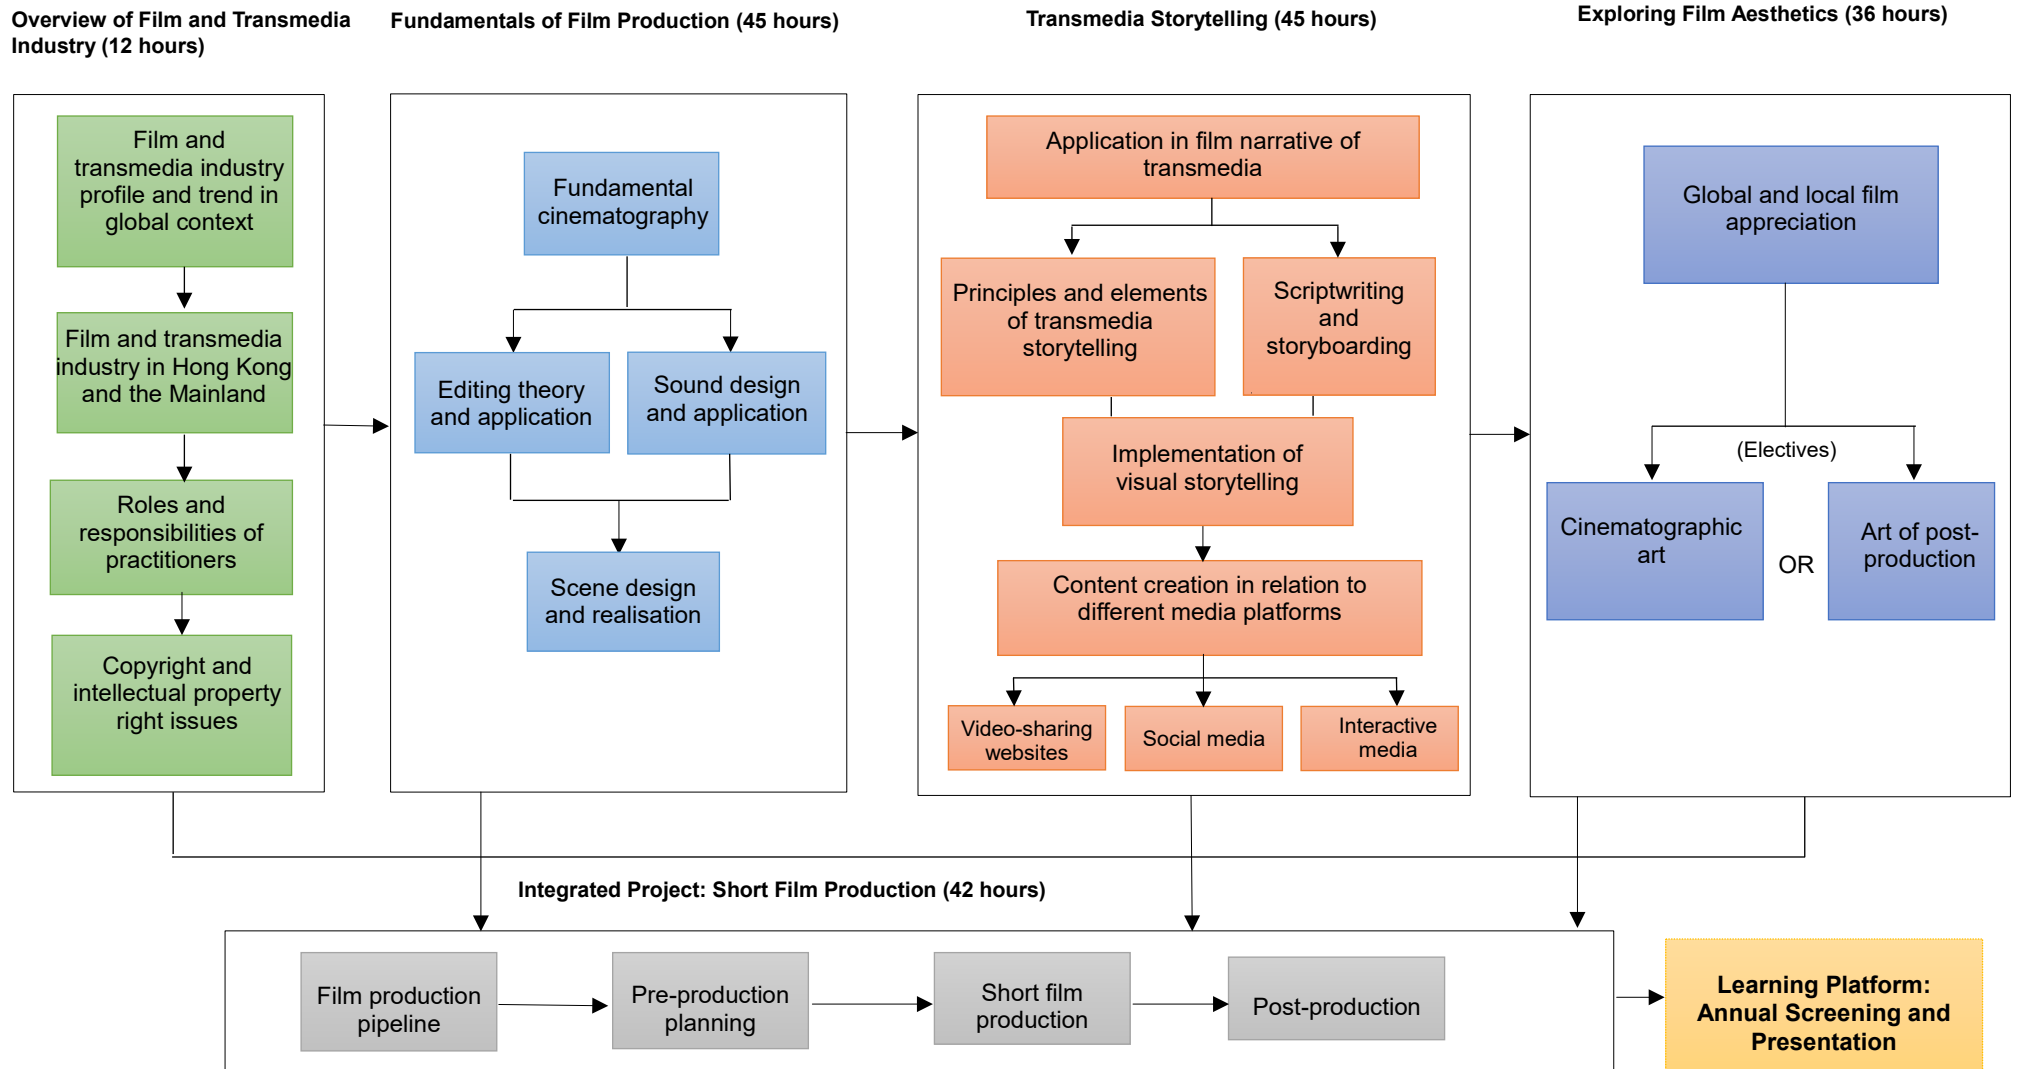 Overview of Film and Transmedia
Industry (12 hours)
Fundamentals of Film Production (45 hours)
Transmedia Storytelling (45 hours)
Exploring Film Aesthetics (36 hours)
Film and
transmedia industry
profile and trend in
global context
Film and transmedia
industry in Hong Kong
and the Mainland
Roles and
responsibilities of
practitioners
Copyright and
intellectual property
right issues
Fundamental
cinematography
Editing theory
and application
Sound design
and application
Scene design
and realisation
Application in film narrative of
transmedia
Principles and elements
of transmedia
storytelling
Scriptwriting
and
storyboarding
Implementation of
visual storytelling
Content creation in relation to
different media platforms
Video-sharing
websites
Social media
Interactive
media
Global and local film
appreciation
(Electives)
Cinematographic
art
OR
Art of post-
production
Integrated Project: Short Film Production (42 hours)
Film production
pipeline
Pre-production
planning
Short film
production
Post-production
Learning Platform:
Annual Screening and
Presentation